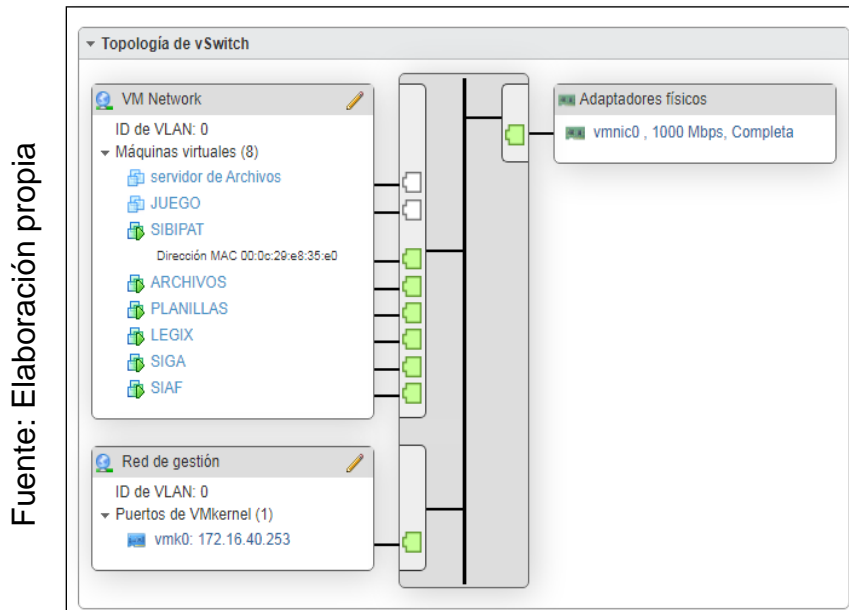 Fuente: Elaboración propia
Topología de vSwitch
VM Network
ID de VLAN: 0
Máquinas virtuales (8)
servidor de Archivos
JUEGO
SIBIPAT
Dirección MAC 00:0c:29:e8:35:e0
ARCHIVOS
PLANILLAS
LEGIX
SIGA
SIAF
Red de gestión
ID de VLAN: 0
Puertos de VMkernel (1)
vmk0: 172.16.40.253
Adaptadores físicos
vmnic0 , 1000 Mbps, Completa